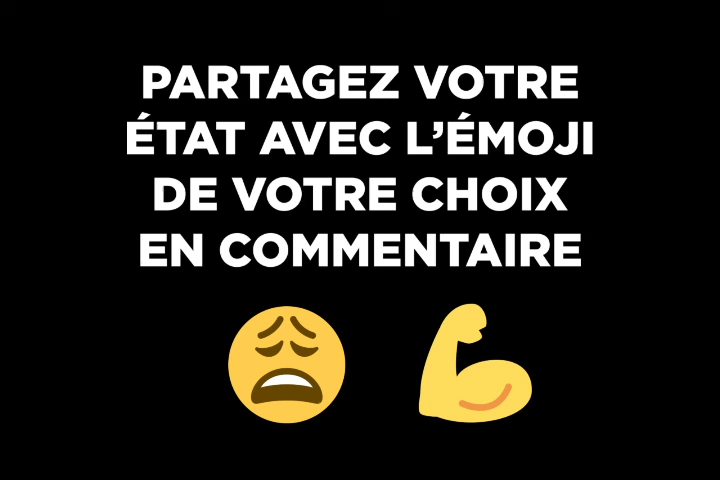 PARTAGEZ VOTRE
ÉTAT AVEC L’ÉMOJI
DE VOTRE CHOIX
EN COMMENTAIRE